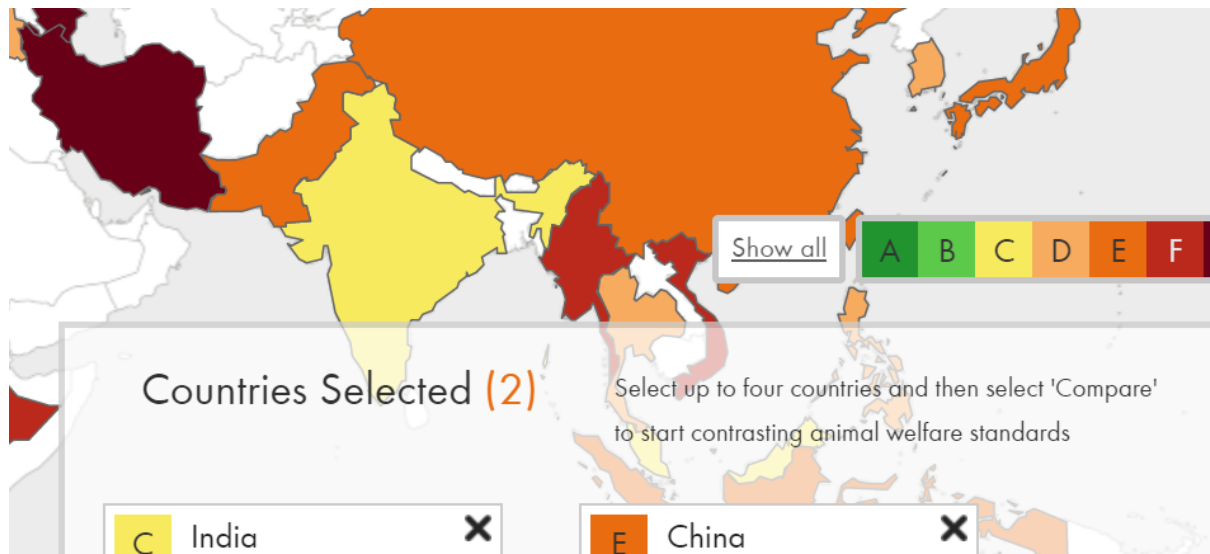 Show all
A B C D E F
Countries Selected (2)
Select up to four countries and then select 'Compare'
to start contrasting animal welfare standards
C India
E China